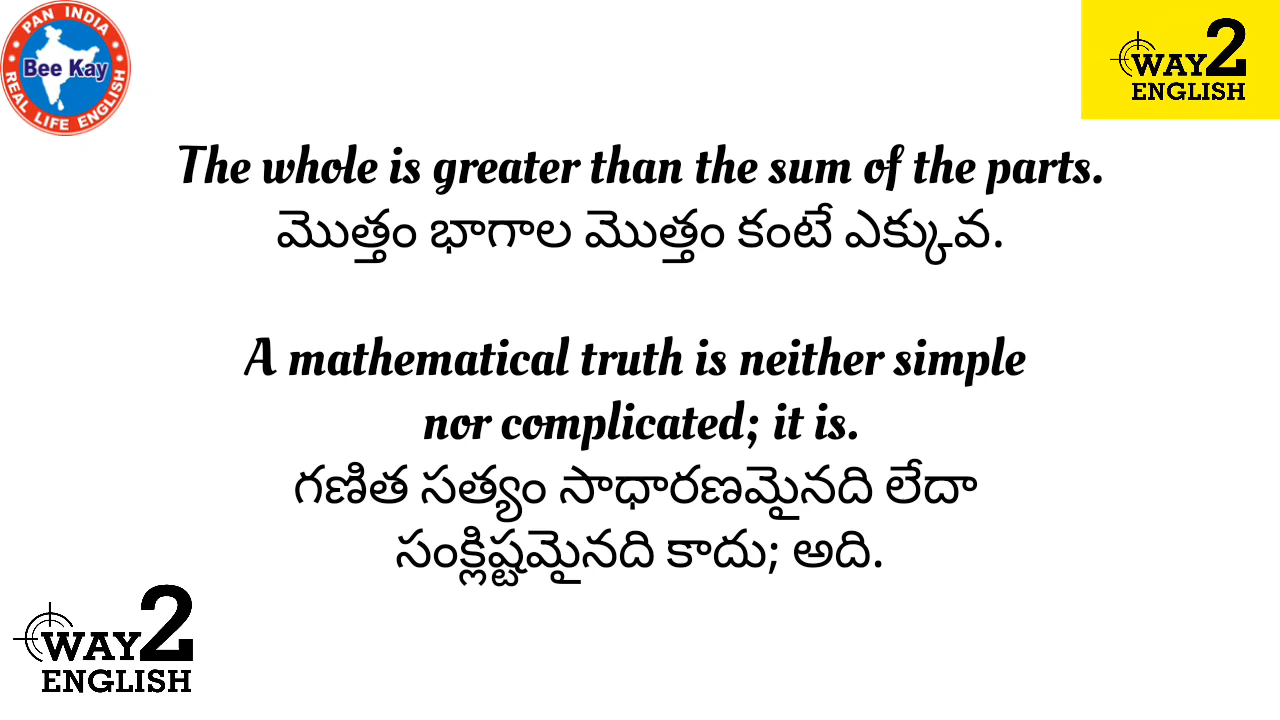 PAN INDIA
Bee Kay
REAL LIFE ENGLISH
WAY2
ENGLISH
The whole is greater than the sum of the parts.
మొత్తం భాగాల మొత్తం కంటే ఎక్కువ.
A mathematical truth is neither simple
nor complicated; it is.
గణిత సత్యం సాధారణమైనది లేదా
సంక్లిష్టమైనది కాదు; అది.
WAY2
ENGLISH